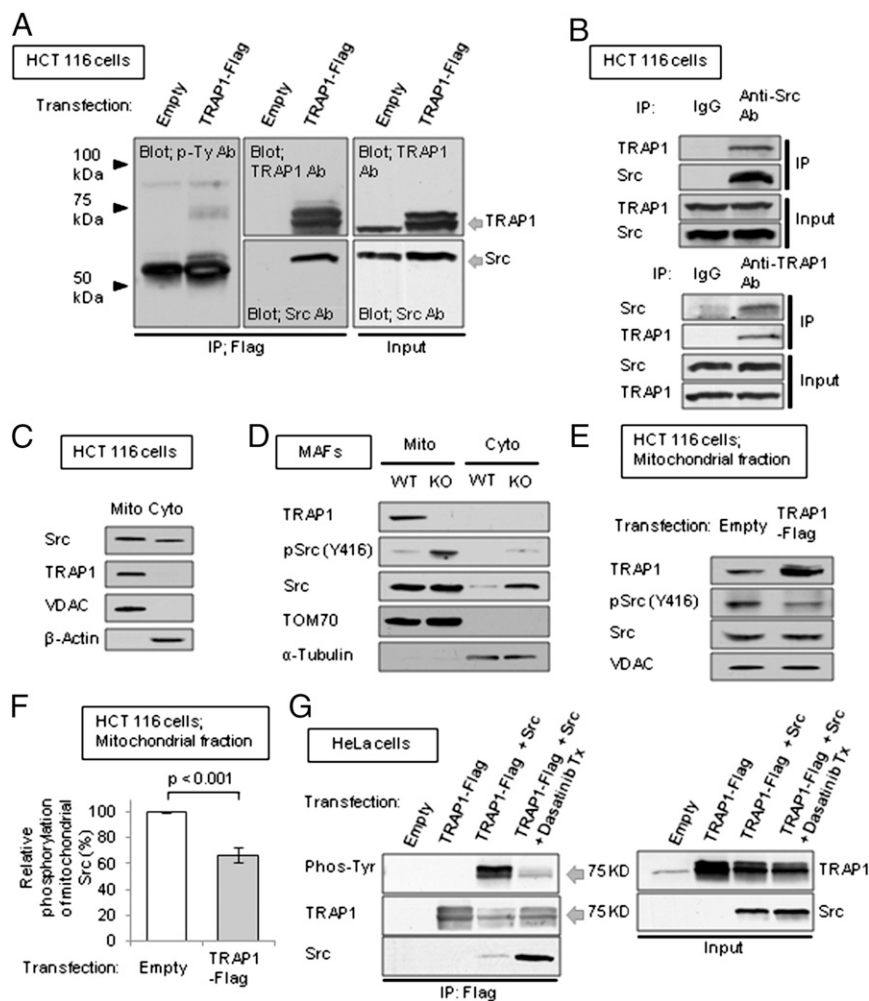 A
HCT 116 cells
Transfection:
Empty
TRAP1-Flag
Empty
TRAP1-Flag
Empty
TRAP1-Flag
100 kDa
75 kDa
50 kDa
Blot; p-Ty Ab
Blot; TRAP1 Ab
Blot; TRAP1 Ab
TRAP1
Src
Blot; Src Ab
Blot; Src Ab
IP; Flag
Input
B
HCT 116 cells
IP:
IgG
Anti-Src Ab
TRAP1
Src
IP
TRAP1
Src
Input
IP:
IgG
Anti-TRAP1 Ab
Src
TRAP1
IP
Src
TRAP1
Input
C
HCT 116 cells
Mito Cyto
Src
TRAP1
VDAC
β-Actin
D
MAFs
Mito
Cyto
WT KO WT KO
TRAP1
pSrc (Y416)
Src
TOM70
α-Tubulin
E
HCT 116 cells;
Mitochondrial fraction
Transfection: Empty
TRAP1
-Flag
TRAP1
pSrc (Y416)
Src
VDAC
F
HCT 116 cells;
Mitochondrial fraction
p < 0.001
Relative
phosphorylation
of mitochondrial
Src (%)
100
80
60
40
20
0
Transfection: Empty
TRAP1
-Flag
G
HeLa cells
Transfection:
Empty
TRAP1-Flag
TRAP1-Flag + Src
TRAP1-Flag + Src
+ Dasatinib Tx
Phos-Tyr
75 KD
TRAP1
75 KD
Src
IP: Flag
Empty
TRAP1-Flag
TRAP1-Flag + Src
TRAP1-Flag + Src
+ Dasatinib Tx
TRAP1
Src
Input